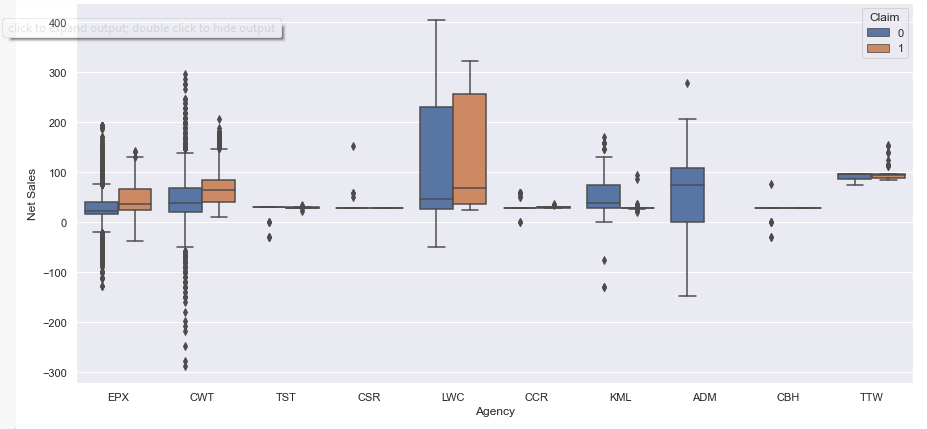 400
click to expand output; double click to hide output
300
200
100
0
−100
−200
−300
Net Sales
EPX CWT TST CSR LWC CCR KML ADM CBH TTW
Agency
Claim
0
1